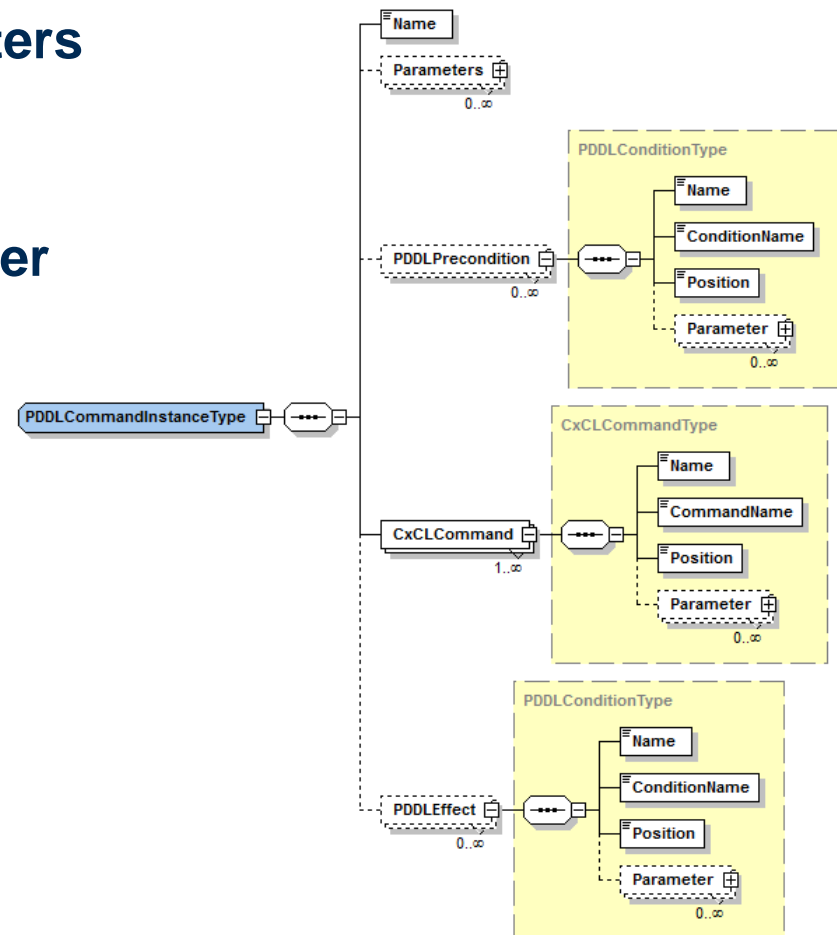 ters
er
Name
Parameters
0..∞
PDDLConditionType
Name
ConditionName
PDDLPrecondition
0..∞
Position
Parameter
0..∞
PDDLCommandInstanceType
CxCLCommandType
Name
CommandName
CxCLCommand
1..∞
Position
Parameter
0..∞
PDDLConditionType
Name
ConditionName
PDDLEffect
0..∞
Position
Parameter
0..∞